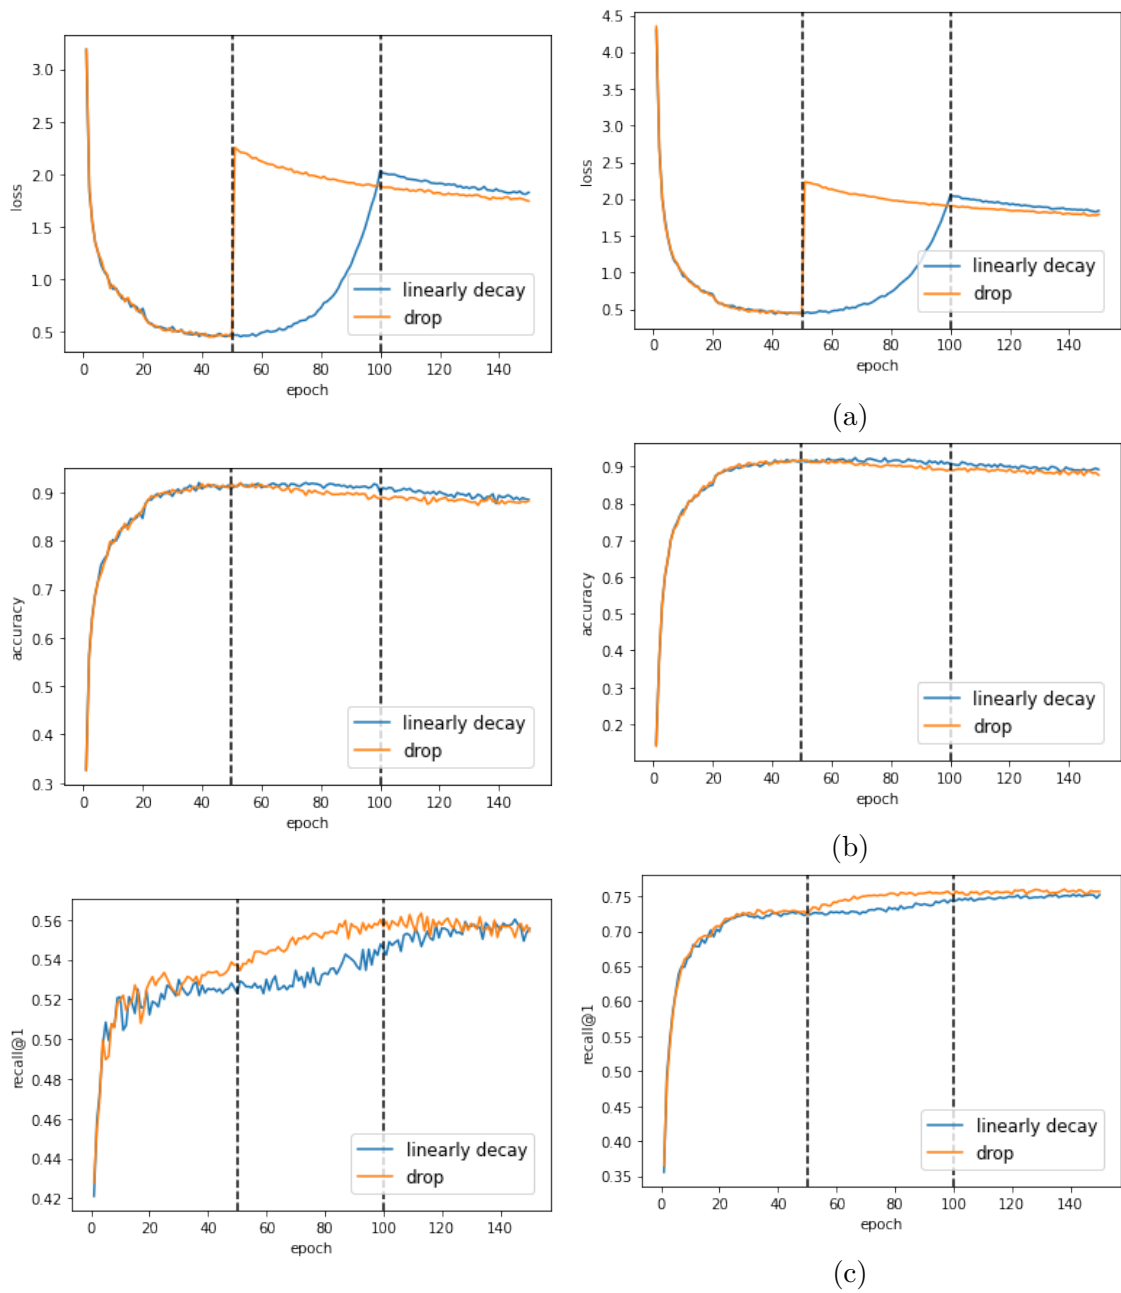 3.0
2.5
2.0
1.5
1.0
0.5
loss
0 20 40 60 80 100 120 140
epoch
linearly decay
drop
4.5
4.0
3.5
3.0
2.5
2.0
1.5
1.0
0.5
loss
0 20 40 60 80 100 120 140
epoch
linearly decay
drop
(a)
0.9
0.8
0.7
0.6
0.5
0.4
0.3
accuracy
0 20 40 60 80 100 120 140
epoch
linearly decay
drop
0.9
0.8
0.7
0.6
0.5
0.4
0.3
0.2
accuracy
0 20 40 60 80 100 120 140
epoch
linearly decay
drop
(b)
0.56
0.54
0.52
0.50
0.48
0.46
0.44
0.42
recall@1
0 20 40 60 80 100 120 140
epoch
linearly decay
drop
0.75
0.70
0.65
0.60
0.55
0.50
0.45
0.40
0.35
recall@1
0 20 40 60 80 100 120 140
epoch
linearly decay
drop
(c)